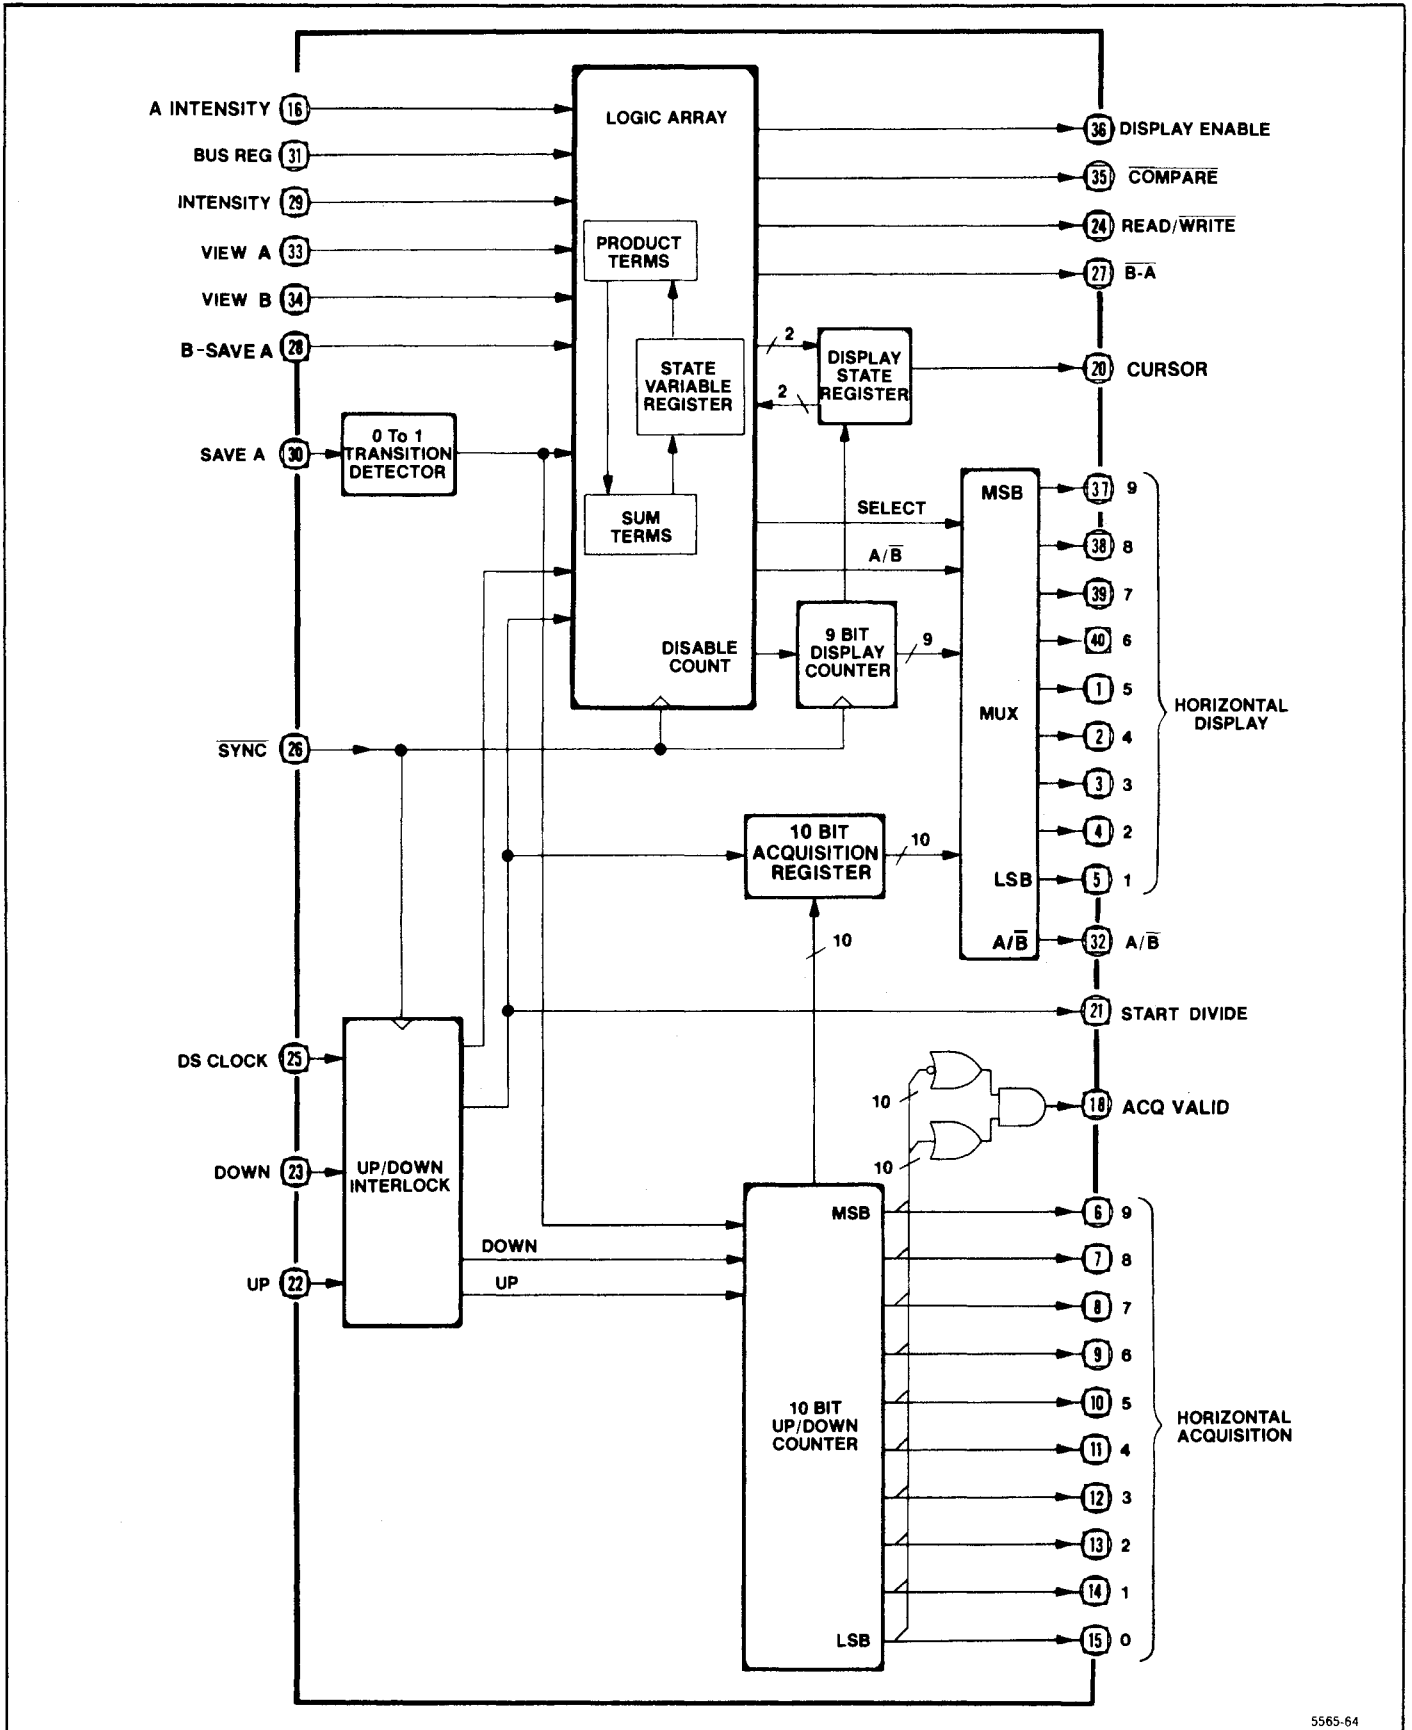 A INTENSITY 16
BUS REG 31
INTENSITY 29
VIEW A 33
VIEW B 34
B-SAVE A 28
SAVE A 30
0 To 1
TRANSITION
DETECTOR
SYNC 26
DS CLOCK 25
DOWN 23
UP 22
UP/DOWN
INTERLOCK
DOWN
UP
LOGIC ARRAY
PRODUCT
TERMS
STATE
VARIABLE
REGISTER
SUM
TERMS
DISABLE
COUNT
2
2
DISPLAY
STATE
REGISTER
SELECT
A/B̅
9 BIT
DISPLAY
COUNTER
9
10 BIT
ACQUISITION
REGISTER
10
10
MSB
MUX
LSB
A/B̅
36 DISPLAY ENABLE
35 C̅O̅M̅P̅A̅R̅E̅
24 READ/W̅R̅I̅T̅E̅
27 B̅-̅A̅
20 CURSOR
37 9
38 8
39 7
40 6
1 5
2 4
3 3
4 2
5 1
HORIZONTAL
DISPLAY
32 A/B̅
21 START DIVIDE
10
10
18 ACQ VALID
MSB
10 BIT
UP/DOWN
COUNTER
LSB
6 9
7 8
8 7
9 6
10 5
11 4
12 3
13 2
14 1
15 0
HORIZONTAL
ACQUISITION
5565-64